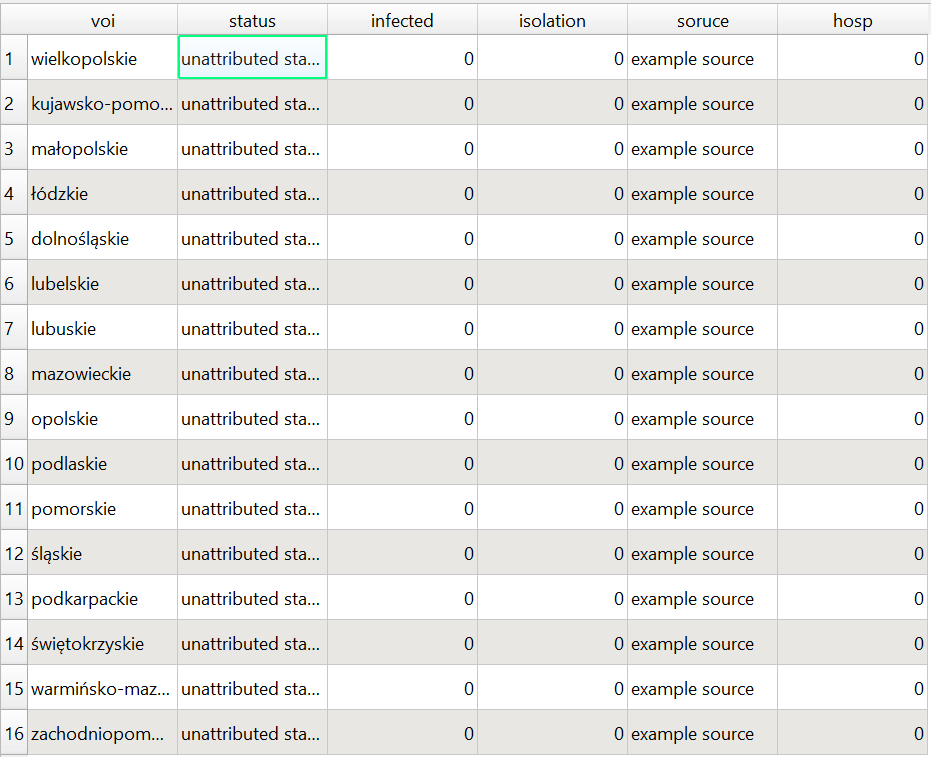 voi status infected isolation soruce hosp
1 wielkopolskie unattributed sta... 0 0 example source 0
2 kujawsko-pomo... unattributed sta... 0 0 example source 0
3 małopolskie unattributed sta... 0 0 example source 0
4 łódzkie unattributed sta... 0 0 example source 0
5 dolnośląskie unattributed sta... 0 0 example source 0
6 lubelskie unattributed sta... 0 0 example source 0
7 lubuskie unattributed sta... 0 0 example source 0
8 mazowieckie unattributed sta... 0 0 example source 0
9 opolskie unattributed sta... 0 0 example source 0
10 podlaskie unattributed sta... 0 0 example source 0
11 pomorskie unattributed sta... 0 0 example source 0
12 śląskie unattributed sta... 0 0 example source 0
13 podkarpackie unattributed sta... 0 0 example source 0
14 świętokrzyskie unattributed sta... 0 0 example source 0
15 warmińsko-maz... unattributed sta... 0 0 example source 0
16 zachodniopom... unattributed sta... 0 0 example source 0